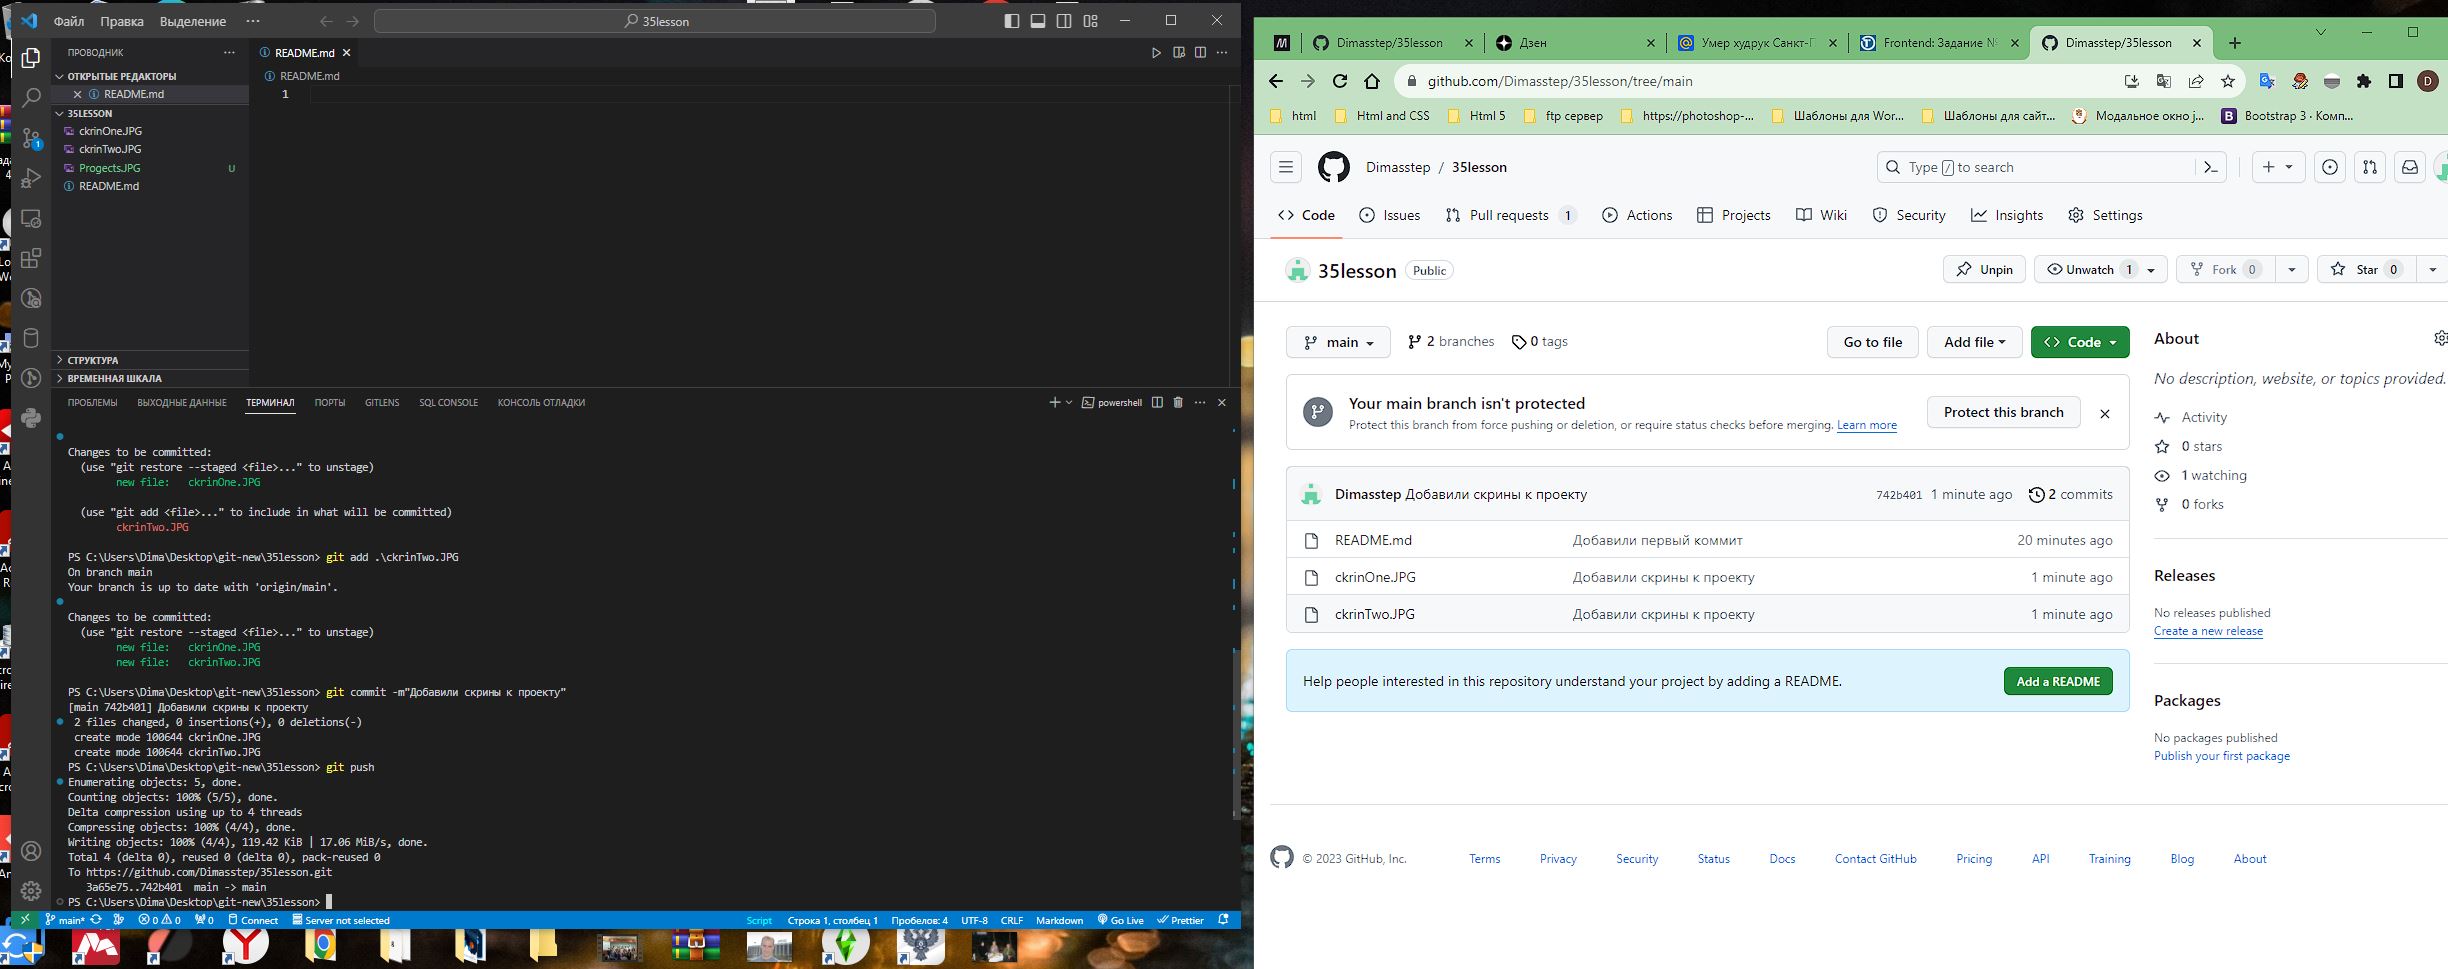 Файл Правка Выделение ··· 35lesson
ПРОВОДНИК
README.md
ОТКРЫТЫЕ РЕДАКТОРЫ
README.md
README.md
1
35LESSON
ckrinOne.JPG
ckrinTwo.JPG
Progects.JPG U
README.md
1
СТРУКТУРА
ВРЕМЕННАЯ ШКАЛА
ПРОБЛЕМЫ ВЫХОДНЫЕ ДАННЫЕ ТЕРМИНАЛ ПОРТЫ GITLENS SQL CONSOLE КОНСОЛЬ ОТЛАДКИ powershell
Changes to be committed:
(use "git restore --staged <file>..." to unstage)
new file: ckrinOne.JPG
(use "git add <file>..." to include in what will be committed)
ckrinTwo.JPG
PS C:\Users\Dima\Desktop\git-new\35lesson> git add .\ckrinTwo.JPG
On branch main
Your branch is up to date with 'origin/main'.
Changes to be committed:
(use "git restore --staged <file>..." to unstage)
new file: ckrinOne.JPG
new file: ckrinTwo.JPG
PS C:\Users\Dima\Desktop\git-new\35lesson> git commit -m"Добавили скрины к проекту"
[main 742b401] Добавили скрины к проекту
2 files changed, 0 insertions(+), 0 deletions(-)
create mode 100644 ckrinOne.JPG
create mode 100644 ckrinTwo.JPG
PS C:\Users\Dima\Desktop\git-new\35lesson> git push
Enumerating objects: 5, done.
Counting objects: 100% (5/5), done.
Delta compression using up to 4 threads
Compressing objects: 100% (4/4), done.
Writing objects: 100% (4/4), 119.42 KiB | 17.06 MiB/s, done.
Total 4 (delta 0), reused 0 (delta 0), pack-reused 0
To https://github.com/Dimasstep/35lesson.git
3a65e75..742b401 main -> main
PS C:\Users\Dima\Desktop\git-new\35lesson>
main* 0 0 0 Connect Server not selected Script Строка 1, столбец 1 Пробелов: 4 UTF-8 CRLF Markdown Go Live Prettier
Dimasstep/35lesson Дзен Умер худрук Санкт-П Frontend: Задание № Dimasstep/35lesson
github.com/Dimasstep/35lesson/tree/main D
html Html and CSS Html 5 ftp сервер https://photoshop-... Шаблоны для Wor... Шаблоны для сайт... Модальное окно j... Bootstrap 3 · Комп...
Dimasstep / 35lesson Type / to search
Code Issues Pull requests 1 Actions Projects Wiki Security Insights Settings
35lesson Public Unpin Unwatch 1 Fork 0 Star 0
main 2 branches 0 tags Go to file Add file Code
Your main branch isn't protected
Protect this branch from force pushing or deletion, or require status checks before merging. Learn more
Protect this branch
Dimasstep Добавили скрины к проекту 742b401 1 minute ago 2 commits
README.md Добавили первый коммит 20 minutes ago
ckrinOne.JPG Добавили скрины к проекту 1 minute ago
ckrinTwo.JPG Добавили скрины к проекту 1 minute ago
Help people interested in this repository understand your project by adding a README. Add a README
About
No description, website, or topics provided.
Activity
0 stars
1 watching
0 forks
Releases
No releases published
Create a new release
Packages
No packages published
Publish your first package
© 2023 GitHub, Inc. Terms Privacy Security Status Docs Contact GitHub Pricing API Training Blog About